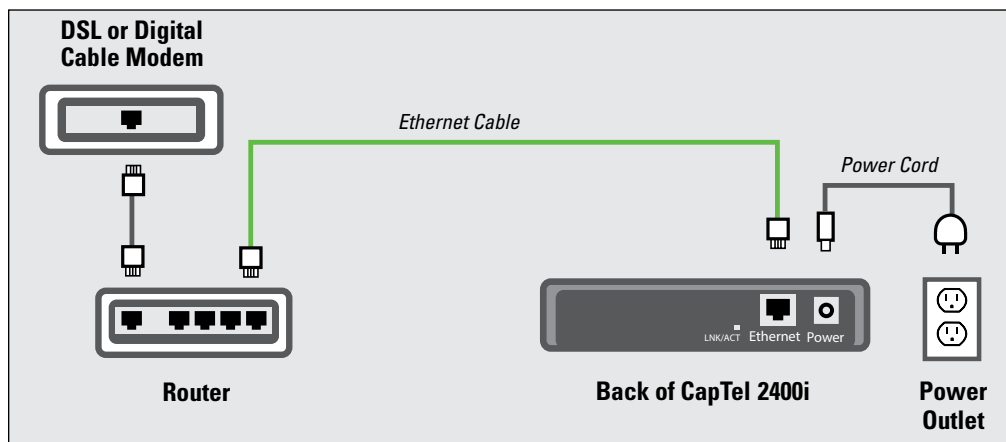 DSL or Digital
Cable Modem
Ethernet Cable
Power Cord
LNK/ACT Ethernet Power
Router
Back of CapTel 2400i
Power
Outlet